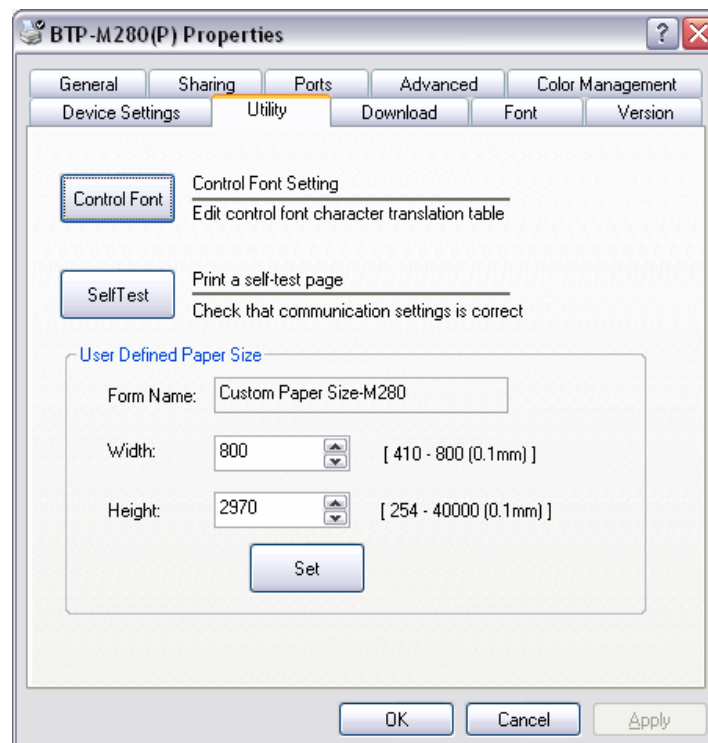 BTP-M280(P) Properties
General Sharing Ports Advanced Color Management
Device Settings Utility Download Font Version
Control Font
Control Font Setting
Edit control font character translation table
SelfTest
Print a self-test page
Check that communication settings is correct
User Defined Paper Size
Form Name: Custom Paper Size-M280
Width: 800 [ 410 - 800 (0.1mm) ]
Height: 2970 [ 254 - 40000 (0.1mm) ]
Set
OK Cancel Apply